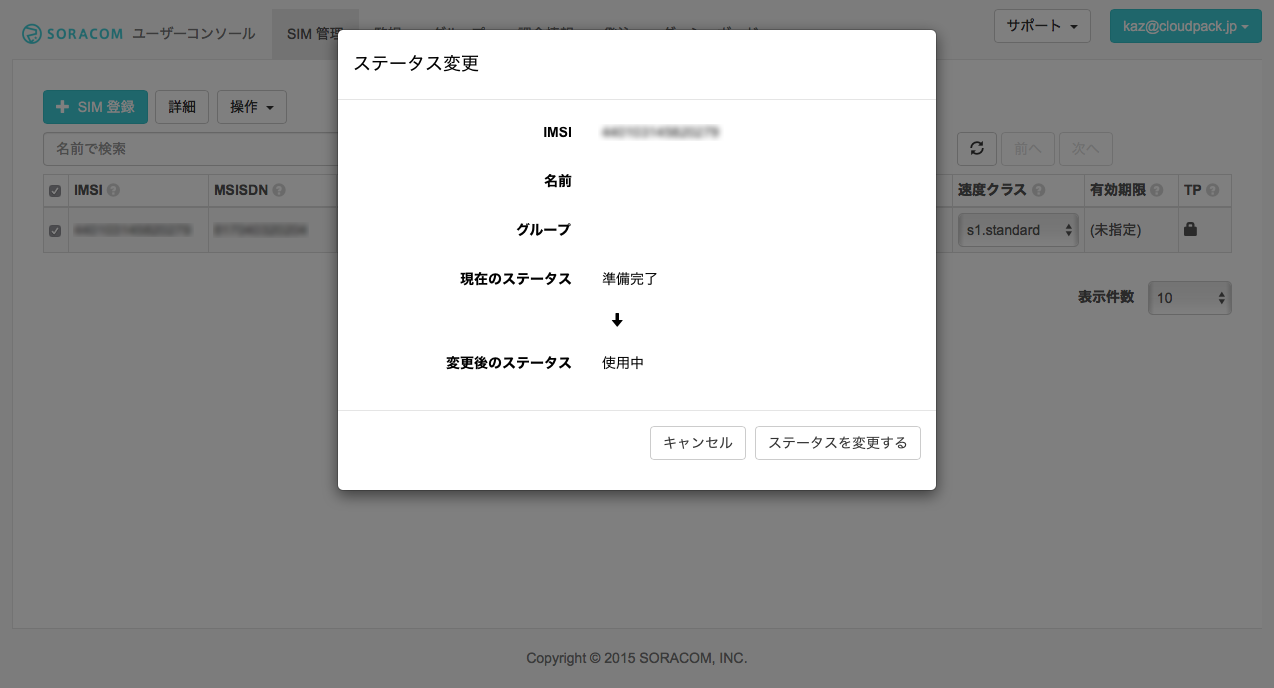 SORACOM ユーザーコンソール
SIM 管理
サポート
kaz@cloudpack.jp
ステータス変更
SIM 登録
詳細
操作
名前で検索
前へ
次へ
IMSI
MSISDN
速度クラス
有効期限
TP
s1.standard
(未指定)
表示件数
10
IMSI
名前
グループ
現在のステータス
準備完了
変更後のステータス
使用中
キャンセル
ステータスを変更する
Copyright © 2015 SORACOM, INC.